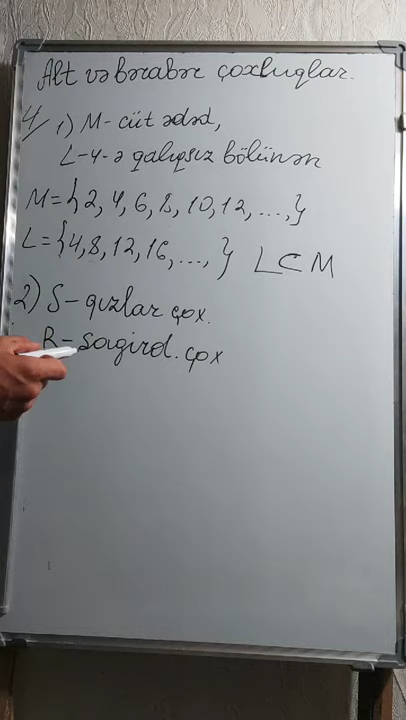 Alt və bərabər çoxluqlar.
4/ 1) M- cüt ədəd,
L-4-ə qalıqsız bölünən
M={2, 4, 6, 8, 10, 12, ...,}
L={4,8, 12, 16, ..., } L⊂M
2) S- qızlar çox.
R- şagird. çox